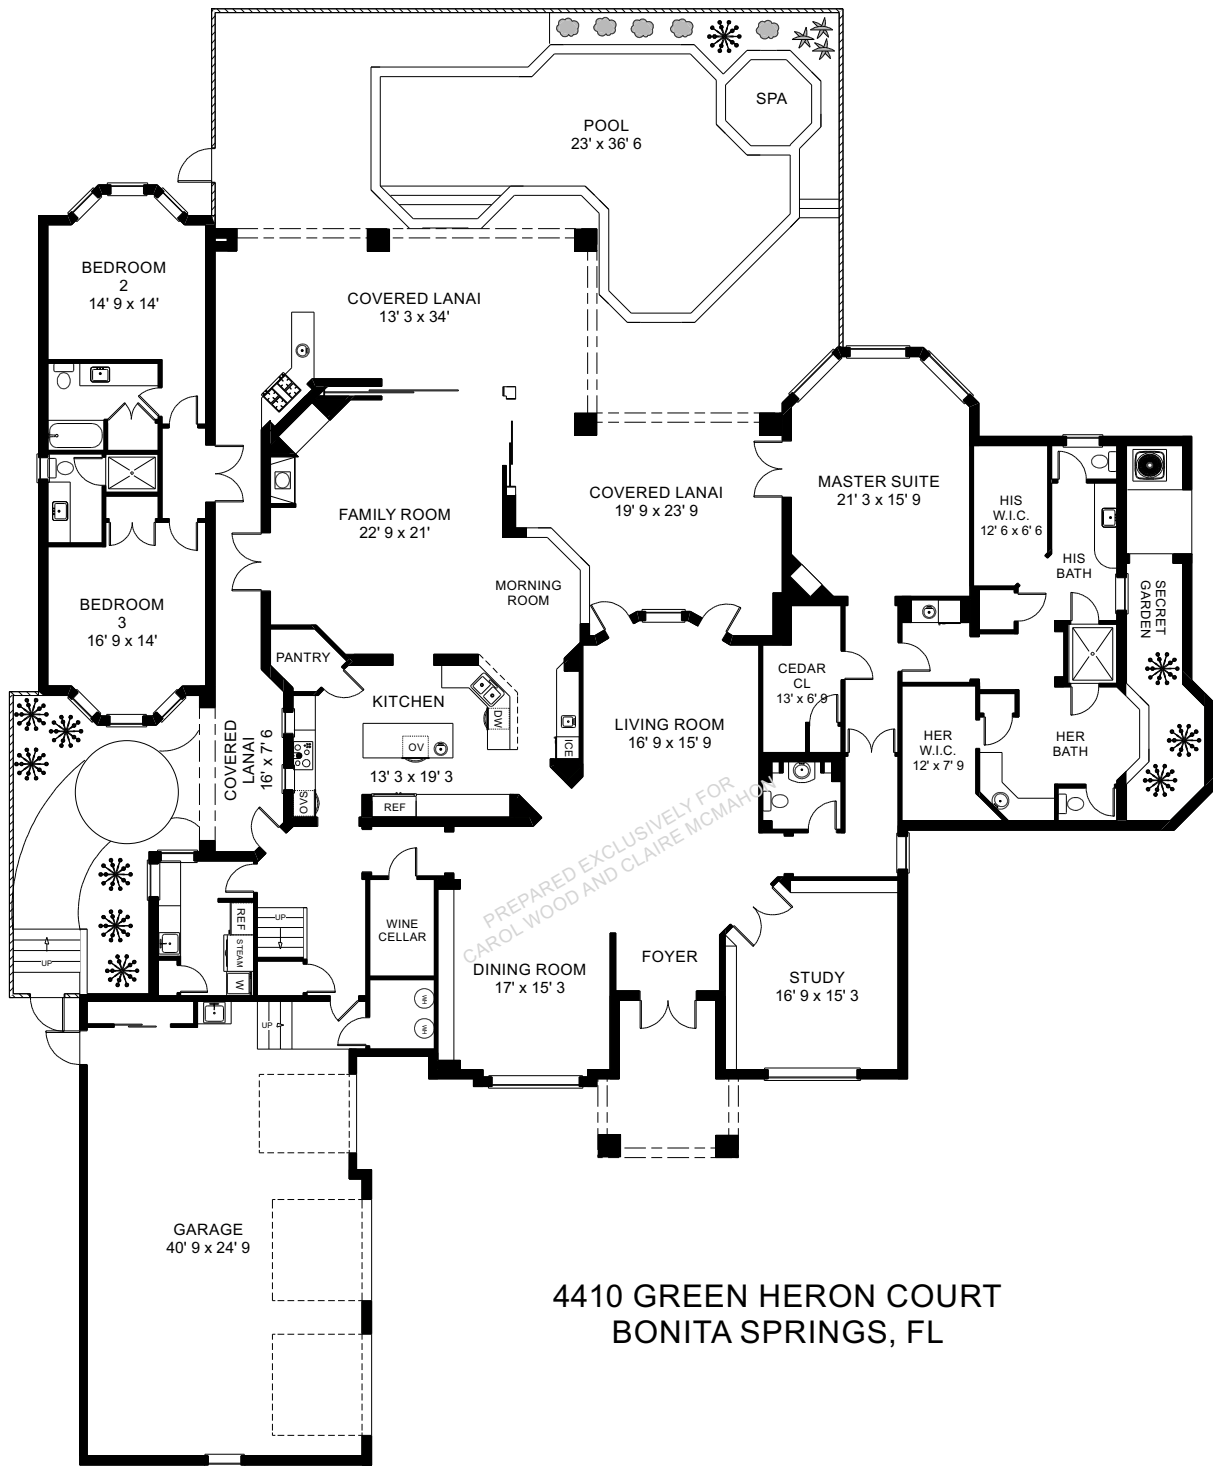 SPA
POOL
23' x 36' 6
BEDROOM
2
14' 9 x 14'
COVERED LANAI
13' 3 x 34'
FAMILY ROOM
22' 9 x 21'
COVERED LANAI
19' 9 x 23' 9
MASTER SUITE
21' 3 x 15' 9
HIS
W.I.C.
12' 6 x 6' 6
HIS
BATH
SECRET
GARDEN
MORNING
ROOM
BEDROOM
3
16' 9 x 14'
PANTRY
KITCHEN
13' 3 x 19' 3
DW
OV
ICE
OVS
REF
COVERED
LANAI
16' x 7' 6
LIVING ROOM
16' 9 x 15' 9
CEDAR
CL
13' x 6' 9
HER
W.I.C.
12' x 7' 9
HER
BATH
PREPARED EXCLUSIVELY FOR
CAROL WOOD AND CLAIRE MCMAHON
WINE
CELLAR
UP
REF
STEAM
W
UP
UP
WH
WH
DINING ROOM
17' x 15' 3
FOYER
STUDY
16' 9 x 15' 3
GARAGE
40' 9 x 24' 9
4410 GREEN HERON COURT
BONITA SPRINGS, FL